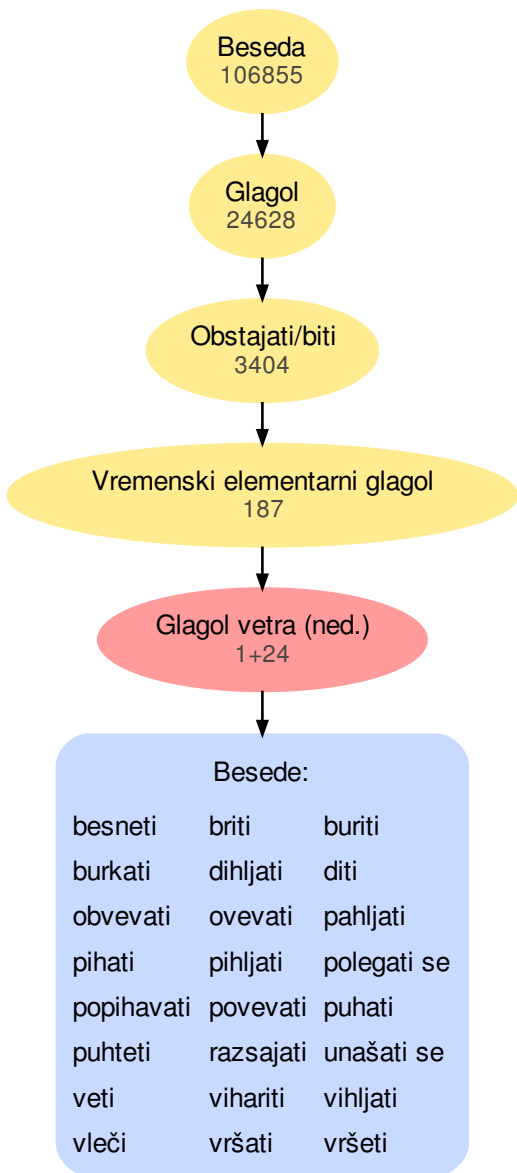 Beseda
106855
Glagol
24628
Obstajati/biti
3404
Vremenski elementarni glagol
187
Glagol vetra (ned.)
1+24
Besede:
besneti briti buriti
burkati dihljati diti
obvevati ovevati pahljati
pihati pihljati polegati se
popihavati povevati puhati
puhteti razsajati unašati se
veti vihariti vihljati
vleči vršati vršeti